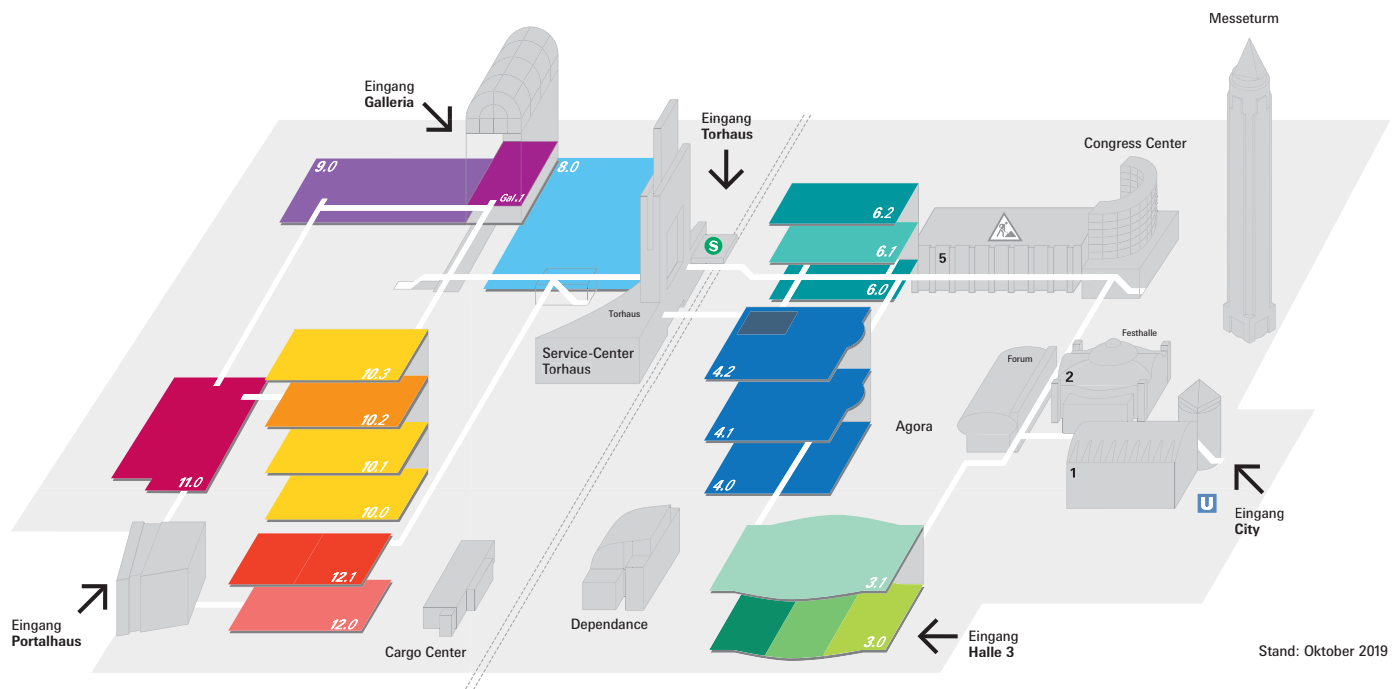 Messeturm
Eingang
Galleria
Eingang
Torhaus
Congress Center
9.0
8.0
Gal.1
6.2
6.1
6.0
S
5
Torhaus
Service-Center
Torhaus
10.3
10.2
10.1
10.0
11.0
4.2
4.1
4.0
Agora
Forum
Festhalle
2
1
U
Eingang
City
12.1
12.0
3.1
3.0
Eingang
Portalhaus
Cargo Center
Dependance
Eingang
Halle 3
Stand: Oktober 2019